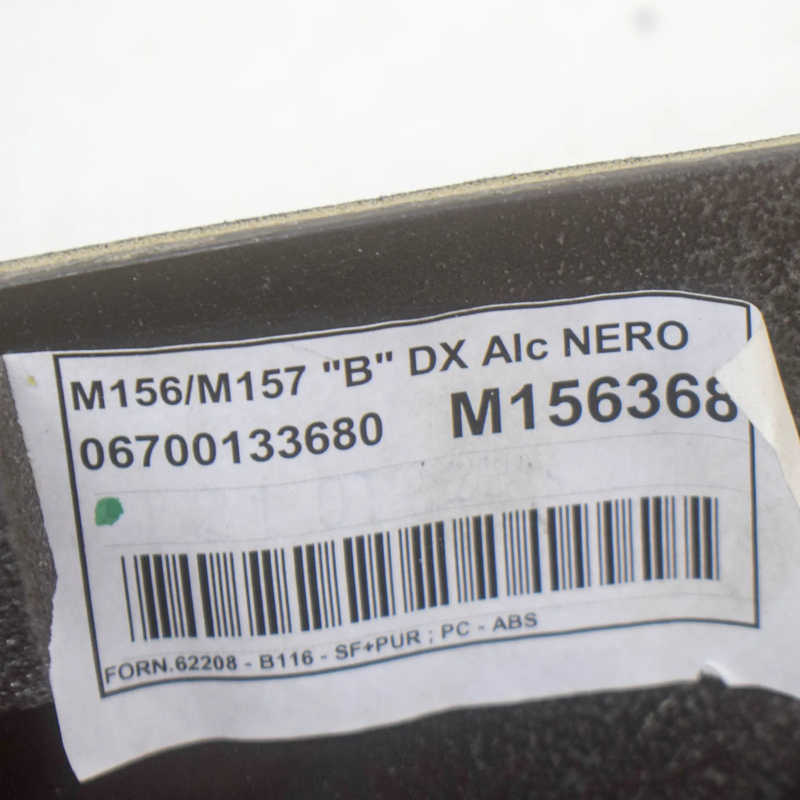 M156/M157 "B" DX Alc NERO
06700133680 M156368
FORN.62208 - B116 - SF+PUR ; PC - ABS